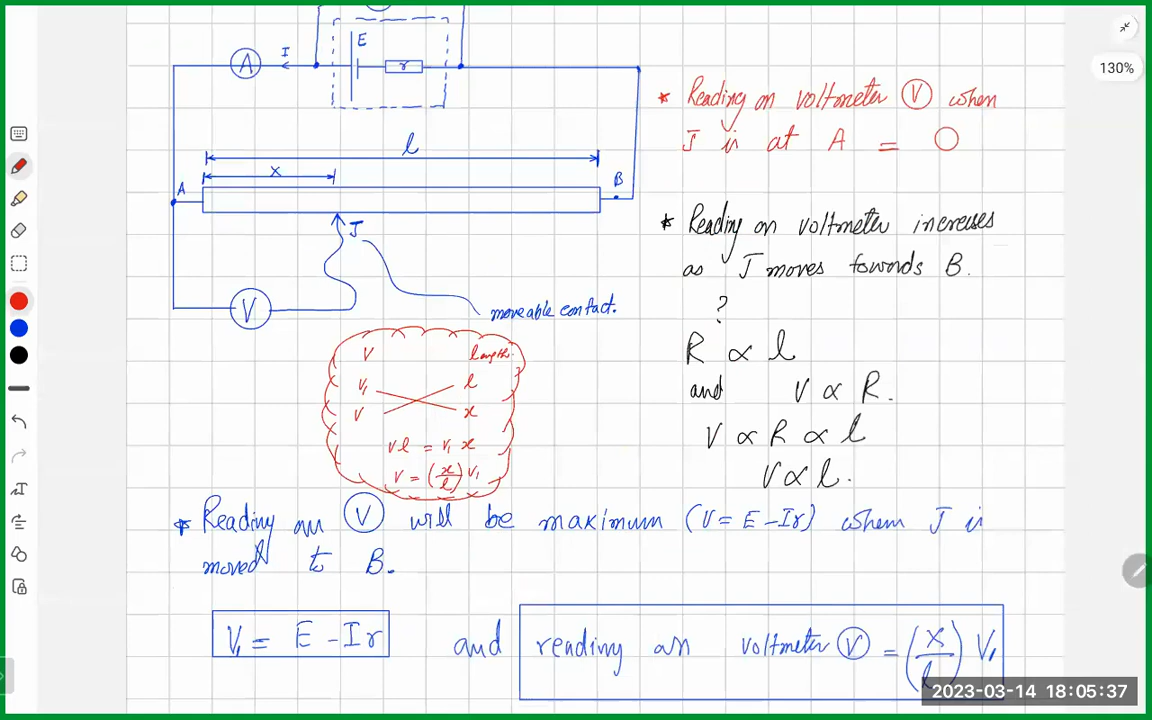 130%
E
A
I
r
l
x
A
B
J
V
moveable contact.
* Reading on voltmeter V when
J is at A = 0
* Reading on voltmeter increases
as J moves towards B.
?
R ∝ l
and V ∝ R.
V ∝ R ∝ l
V ∝ l.
V length
V₁ l
V x
V l = V₁ x
V = (x/l) V₁
* Reading on V will be maximum (V = E - Ir) when J is
moved to B.
V₁ = E - Ir and reading on voltmeter V = (x/l) V₁
2023-03-14 18:05:37